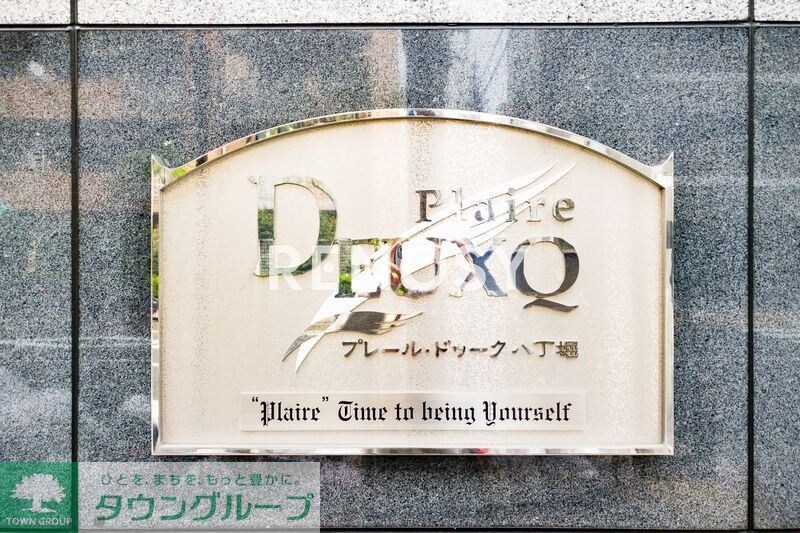 Plaire
DEUXQ
RENOXY
プレール・ドゥーク八丁堀
"Plaire" Time to being Yourself
ひとを、まちを、もっと豊かに。
タウングループ
TOWN GROUP